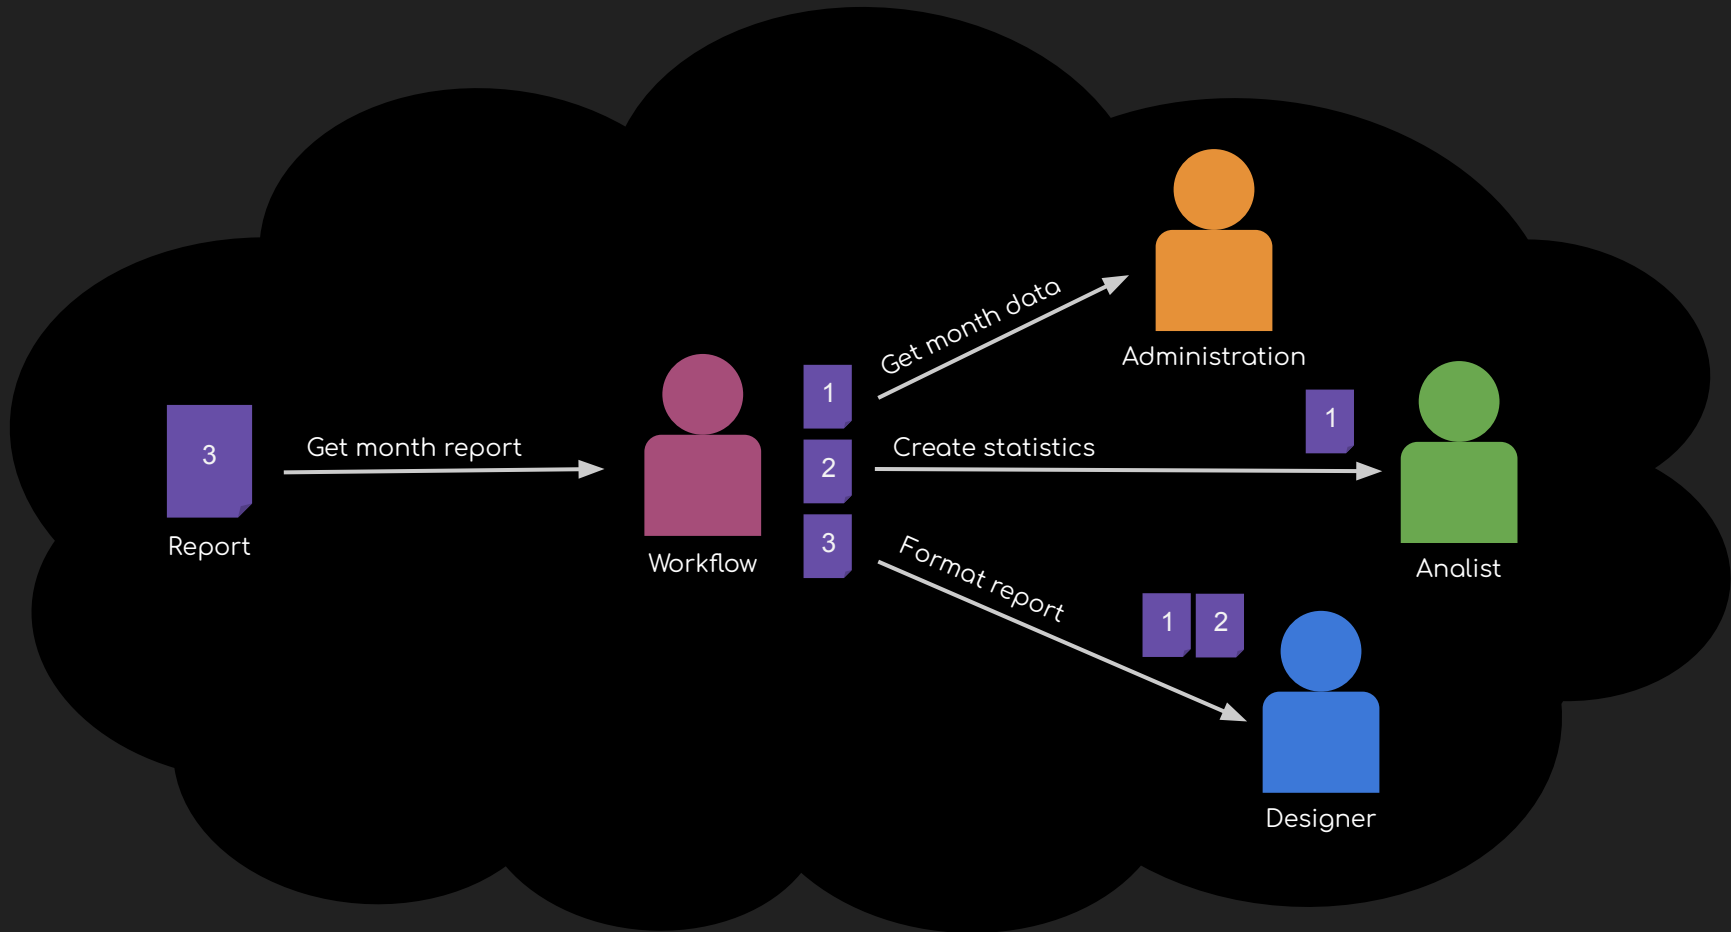 3
Report
Get month report
Workflow
1
2
3
Get month data
Create statistics
Format report
Administration
1
Analist
1 2
Designer